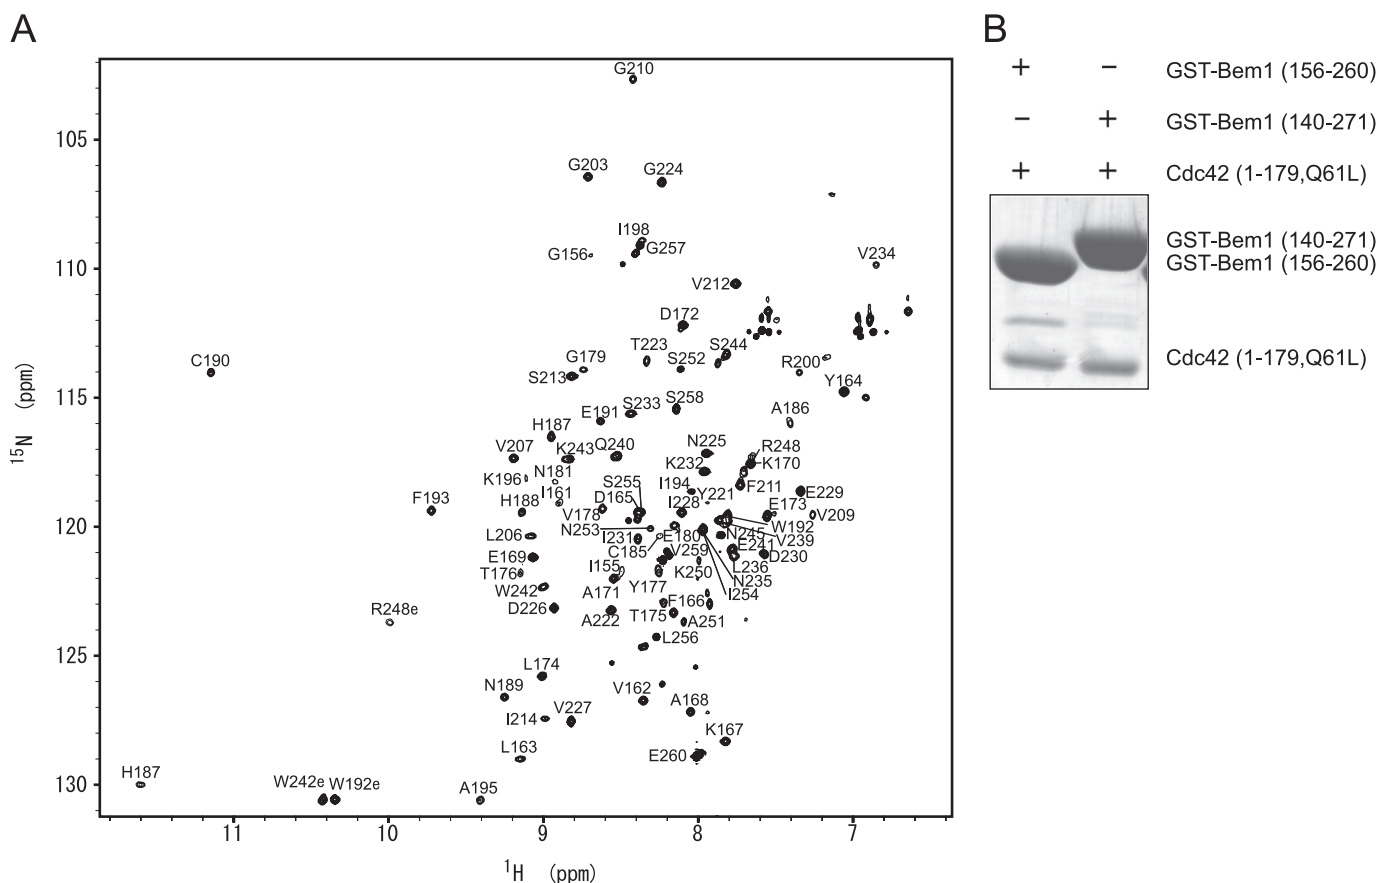 A
B
G210
105
G203
G224
I198
G257
G156
V234
110
V212
D172
T223
S244
S252
G179
S213
C190
R200
Y164
115
S258
S233
E191
A186
H187
N225
R248
V207
K243
Q240
K232
K170
K196
N181
S255
I194
Y221
F211
E229
F193
H188
I161
D165
I228
E173
V209
120
V178
N253
W192
L206
I231
C185
E180
N245
V239
V259
E241
D230
E169
T176
I155
L236
K250
N235
W242
Y177
A171
I254
R248e
D226
F166
A222
T175
A251
L256
125
L174
N189
V162
A168
I214
V227
K167
L163
E260
H187
130
W242e
W192e
A195
11
10
9
8
7
1H (ppm)
15N (ppm)
+ − GST-Bem1 (156-260)
− + GST-Bem1 (140-271)
+ + Cdc42 (1-179,Q61L)
GST-Bem1 (140-271)
GST-Bem1 (156-260)
Cdc42 (1-179,Q61L)